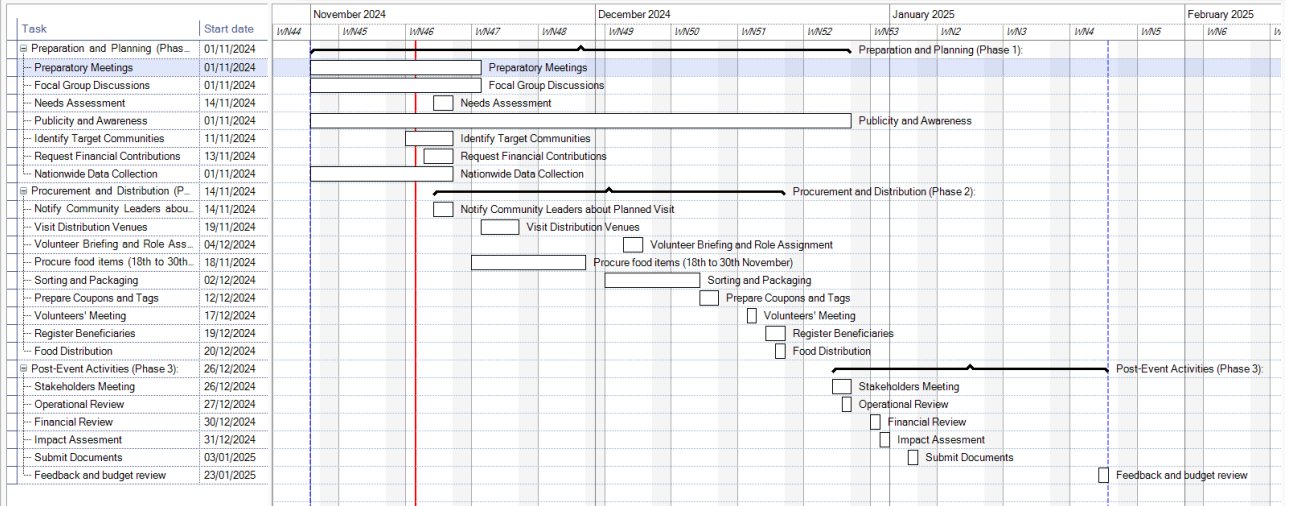 November 2024 December 2024 January 2025 February 2025
Task Start date WN44 WN45 WN46 WN47 WN48 WN49 WN50 WN51 WN52 WN53 WN2 WN3 WN4 WN5 WN6
Preparation and Planning (Phas... 01/11/2024 Preparation and Planning (Phase 1):
Preparatory Meetings 01/11/2024 Preparatory Meetings
Focal Group Discussions 01/11/2024 Focal Group Discussions
Needs Assessment 14/11/2024 Needs Assessment
Publicity and Awareness 01/11/2024 Publicity and Awareness
Identify Target Communities 11/11/2024 Identify Target Communities
Request Financial Contributions 13/11/2024 Request Financial Contributions
Nationwide Data Collection 01/11/2024 Nationwide Data Collection
Procurement and Distribution (P... 14/11/2024 Procurement and Distribution (Phase 2):
Notify Community Leaders abou... 14/11/2024 Notify Community Leaders about Planned Visit
Visit Distribution Venues 19/11/2024 Visit Distribution Venues
Volunteer Briefing and Role Ass... 04/12/2024 Volunteer Briefing and Role Assignment
Procure food items (18th to 30th... 18/11/2024 Procure food items (18th to 30th November)
Sorting and Packaging 02/12/2024 Sorting and Packaging
Prepare Coupons and Tags 12/12/2024 Prepare Coupons and Tags
Volunteers' Meeting 17/12/2024 Volunteers' Meeting
Register Beneficiaries 19/12/2024 Register Beneficiaries
Food Distribution 20/12/2024 Food Distribution
Post-Event Activities (Phase 3): 26/12/2024 Post-Event Activities (Phase 3):
Stakeholders Meeting 26/12/2024 Stakeholders Meeting
Operational Review 27/12/2024 Operational Review
Financial Review 30/12/2024 Financial Review
Impact Assesment 31/12/2024 Impact Assesment
Submit Documents 03/01/2025 Submit Documents
Feedback and budget review 23/01/2025 Feedback and budget review